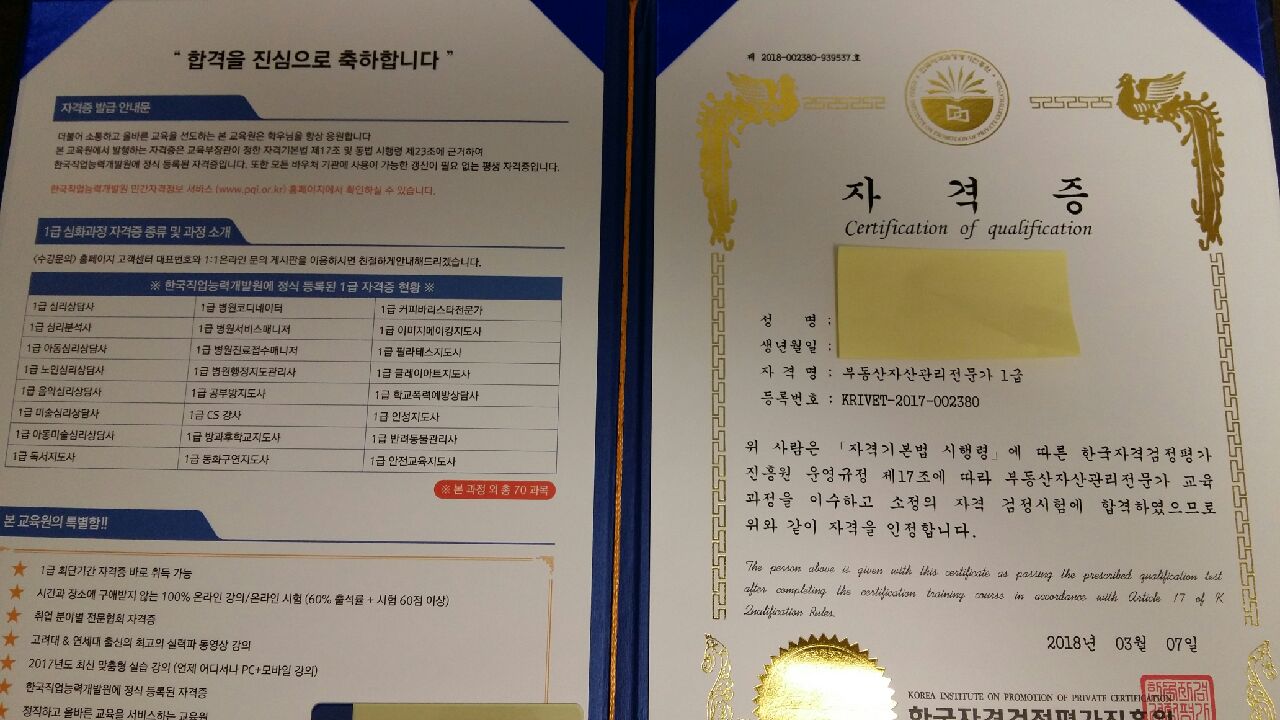 “ 합격을 진심으로 축하합니다 ”
자격증 발급 안내문
더불어 소통하고 올바른 교육을 선도하는 본 교육원은 학우님을 항상 응원합니다
본 교육원에서 발행하는 자격증은 교육부장관이 정한 자격기본법 제17조 및 동법 시행령 제23조에 근거하여
한국직업능력개발원에 정식 등록된 자격증입니다. 또한 모든 바우처 기관에 사용이 가능한 갱신이 필요 없는 평생 자격증입니다.
한국직업능력개발원 민간자격정보 서비스 (www.pqi.or.kr) 홈페이지에서 확인하실 수 있습니다.
1급 심화과정 자격증 종류 및 과정 소개
<수강문의> 홈페이지 고객센터 대표번호와 1:1온라인 문의 게시판을 이용하시면 친절하게안내해드리겠습니다.
※ 한국직업능력개발원에 정식 등록된 1급 자격증 현황 ※
1급 심리상담사 1급 병원코디네이터 1급 커피바리스타전문가
1급 심리분석사 1급 병원서비스매니저 1급 이미지메이킹지도사
1급 아동심리상담사 1급 병원진료접수매니저 1급 필라테스지도사
1급 노인심리상담사 1급 병원행정지도관리사 1급 클레이아트지도사
1급 음악심리상담사 1급 공부방지도사 1급 학교폭력예방상담사
1급 미술심리상담사 1급 CS 강사 1급 인성지도사
1급 아동미술심리상담사 1급 방과후학교지도사 1급 반려동물관리사
1급 독서지도사 1급 동화구연지도사 1급 안전교육지도사
※ 본 과정 외 총 70 과목
본 교육원의 특별함!!
1급 최단기간 자격증 바로 취득 가능
시간과 장소에 구애받지 않는 100% 온라인 강의/온라인 시험 (60% 출석률 + 시험 60점 이상)
취업 분야별 전문협회 자격증
고려대 & 연세대 출신의 최고의 실력파 동영상 강의
2017년도 최신 맞춤형 실습 강의 (언제 어디서나 PC+모바일 강의)
한국직업능력개발원에 정식 등록된 자격증
정직하고 올바른 교육을 서비스하는 교육원
제 2018-002380-939537호
자 격 증
Certification of qualification
성 명 :
생년월일 :
자 격 명 : 부동산자산관리전문가 1급
등록번호 : KRIVET-2017-002380
위 사람은 「자격기본법 시행령」에 따른 한국자격검정평가
진흥원 운영규정 제17조에 따라 부동산자산관리전문가 교육
과정을 이수하고 소정의 자격 검정시험에 합격하였으므로
위와 같이 자격을 인정합니다.
The person above is given with this certificate as passing the prescribed qualification test
after completing the certification training course in accordance with Article 17 of K
Qualification Rules.
2018년 03월 07일
KOREA INSTITUTE ON PROMOTION OF PRIVATE CERTIFICATION
한국자격검정평가진흥원